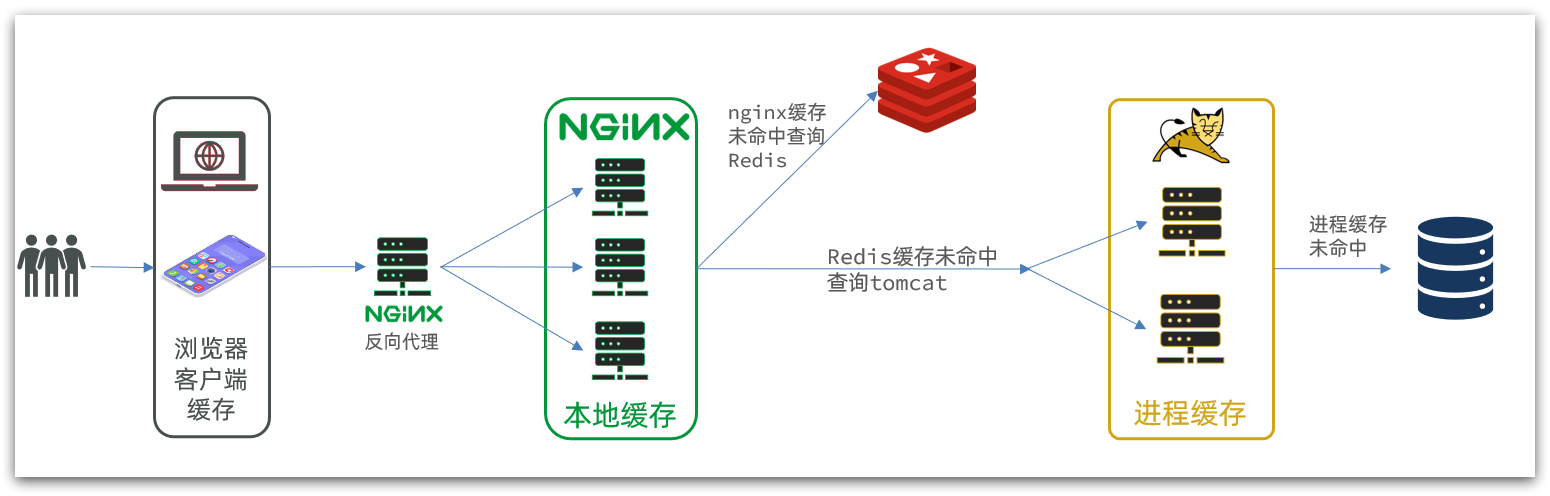 浏览器
客户端
缓存
NGINX
反向代理
NGINX
本地缓存
nginx缓存
未命中查询
Redis
Redis缓存未命中
查询tomcat
进程缓存
进程缓存
未命中